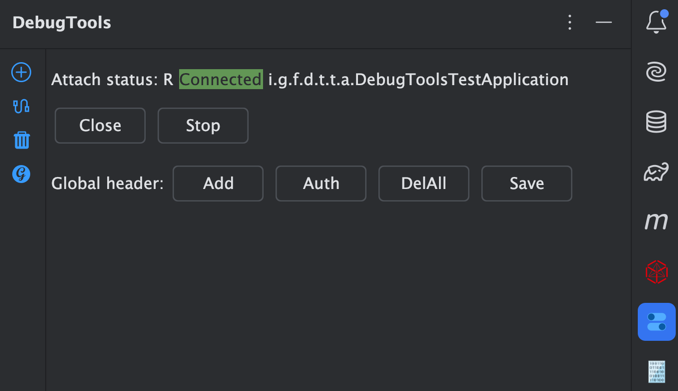 DebugTools
Attach status: R Connected i.g.f.d.t.t.a.DebugToolsTestApplication
Close Stop
Global header: Add Auth DelAll Save
m